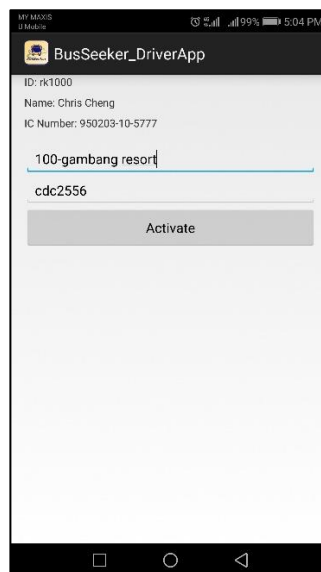 MY MAXIS
U Mobile
99% 5:04 PM
BusSeeker_DriverApp
ID: rk1000
Name: Chris Cheng
IC Number: 950203-10-5777
100-gambang resort
cdc2556
Activate